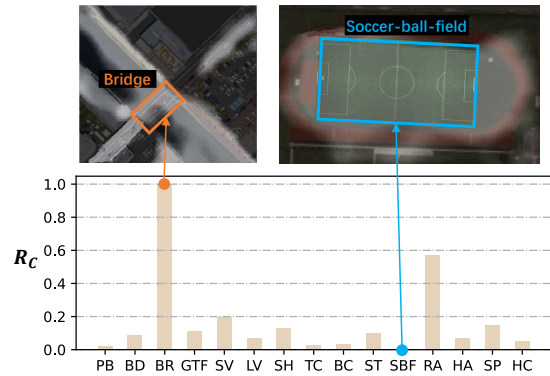 Bridge
Soccer-ball-field
1.0
0.8
0.6
0.4
0.2
0.0
R_C
PB BD BR GTF SV LV SH TC BC ST SBF RA HA SP HC